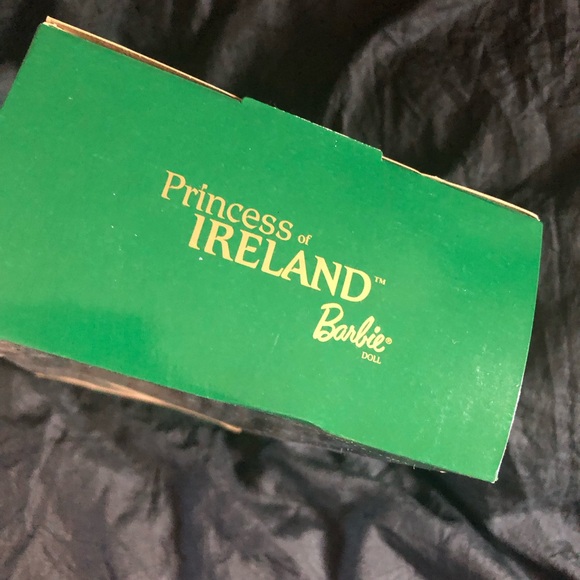 Princess of
IRELAND™
Barbie®
DOLL